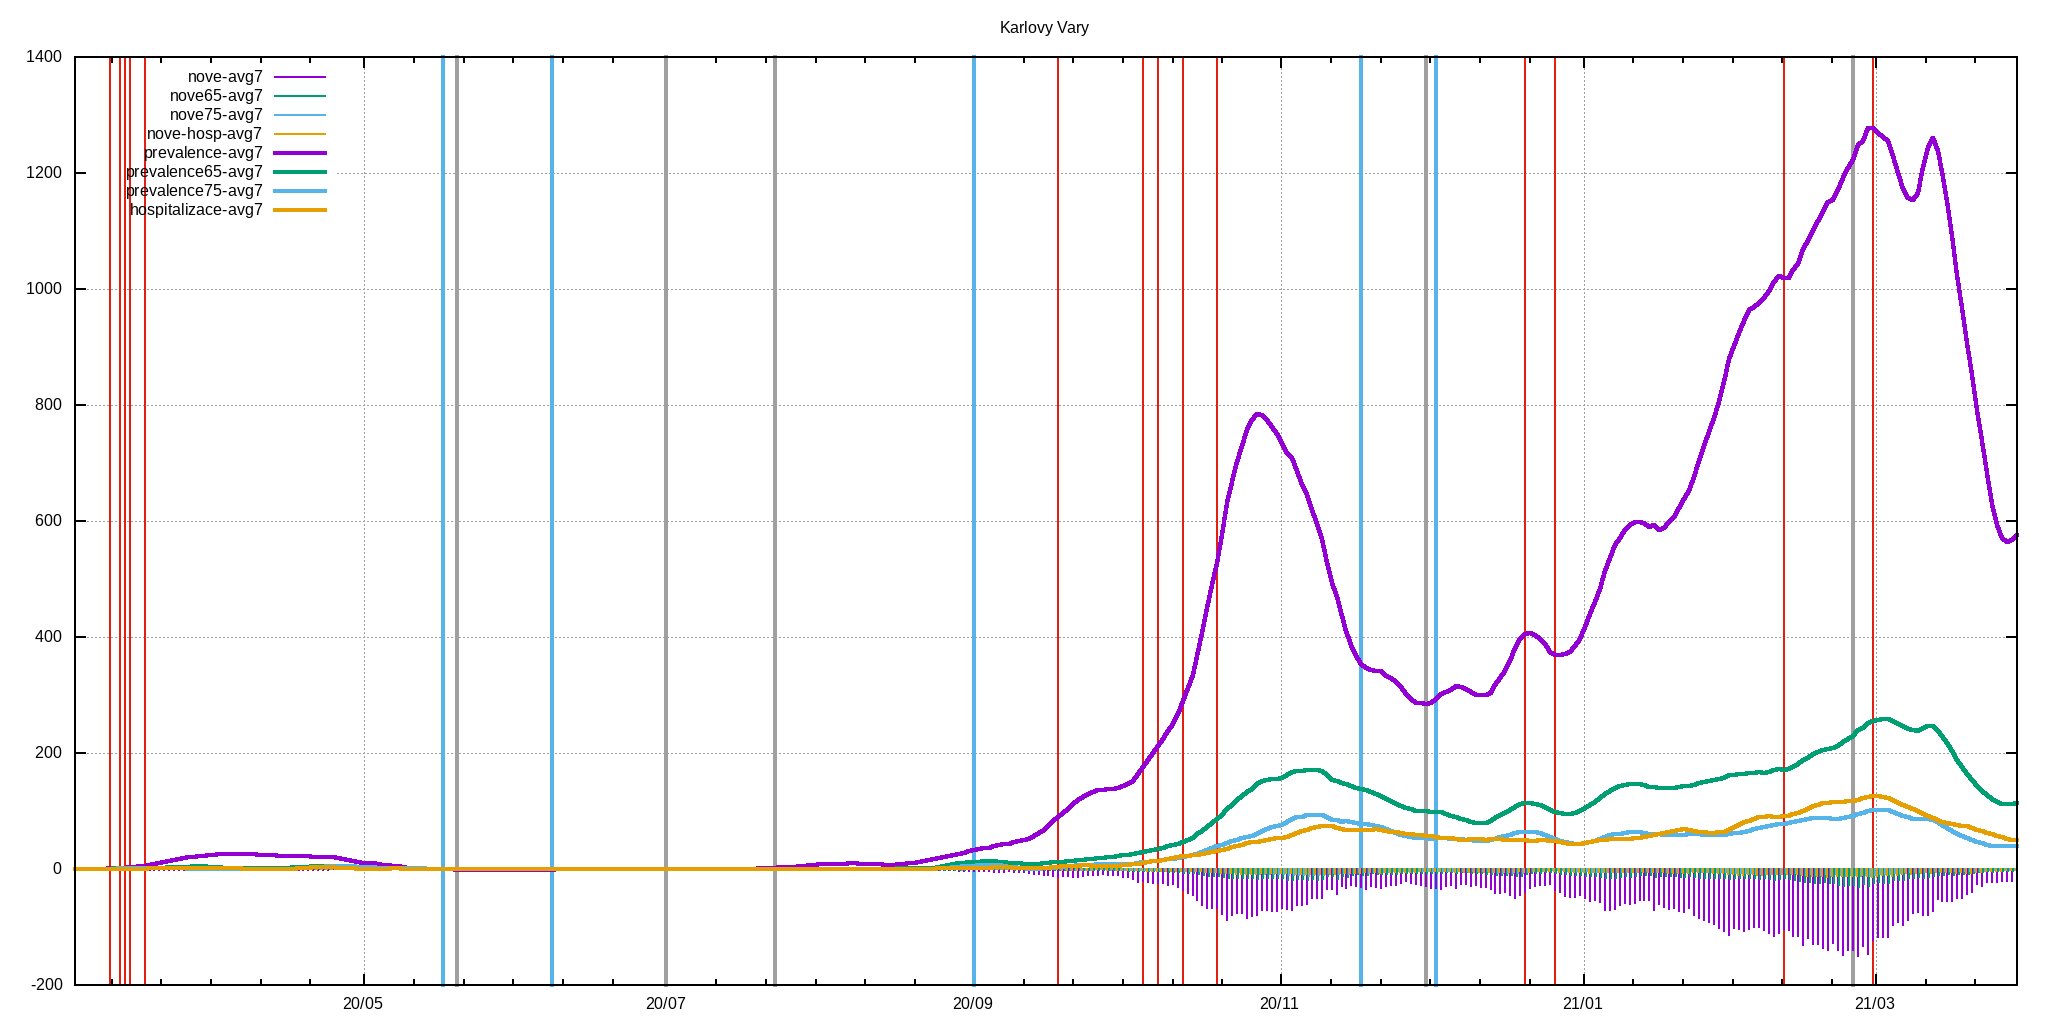 Karlovy Vary
1400
1200
1000
800
600
400
200
0
-200
nove-avg7
nove65-avg7
nove75-avg7
nove-hosp-avg7
prevalence-avg7
prevalence65-avg7
prevalence75-avg7
hospitalizace-avg7
20/05
20/07
20/09
20/11
21/01
21/03